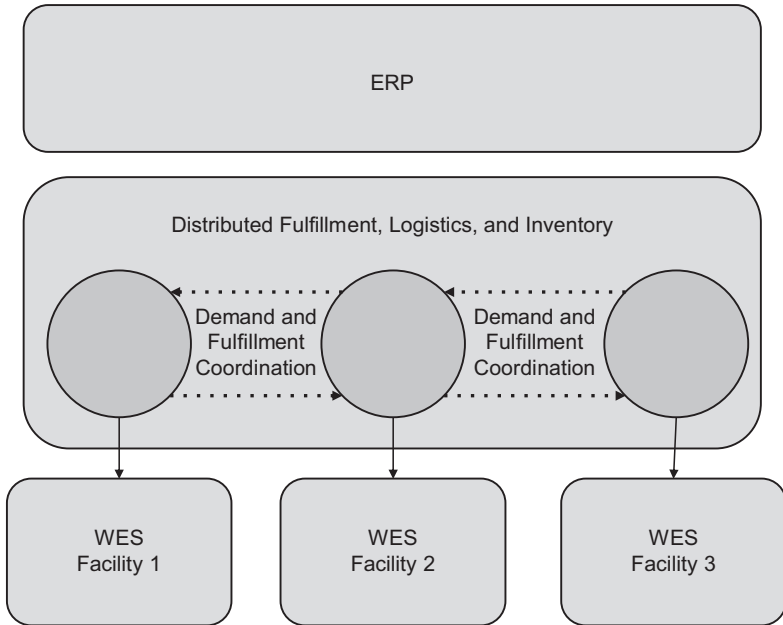 ERP
Distributed Fulfillment, Logistics, and Inventory
Demand and
Fulfillment
Coordination
Demand and
Fulfillment
Coordination
WES
Facility 1
WES
Facility 2
WES
Facility 3